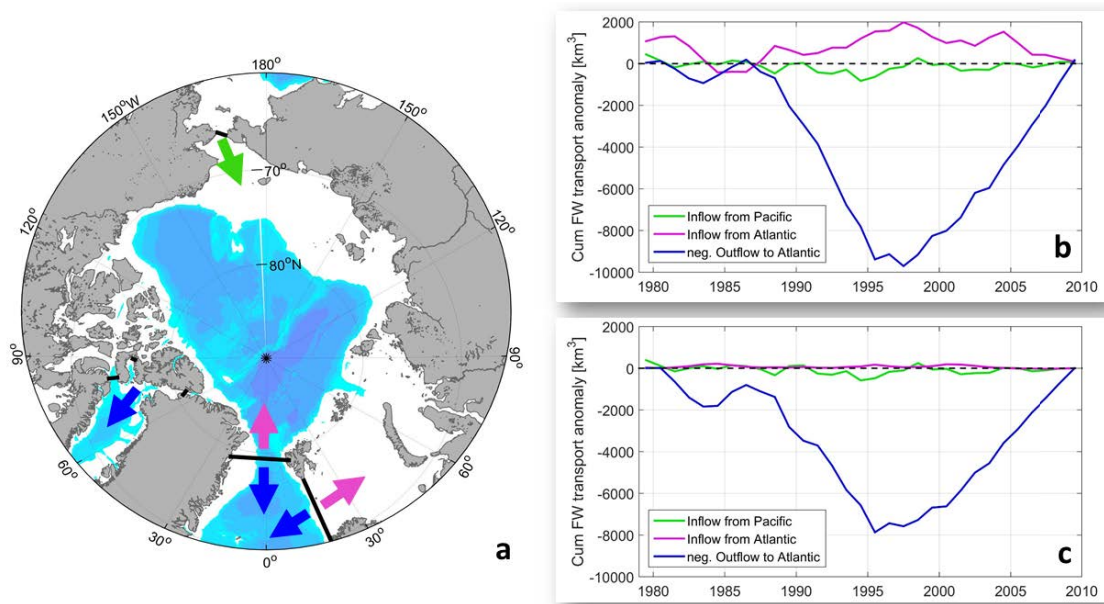 180°
150°W
150°
70°
120°
120°
80°N
90°
90°
60°
60°
30°
30°
0°
a
Cum FW transport anomaly [km³]
2000
0
-2000
-4000
-6000
-8000
-10000
Inflow from Pacific
Inflow from Atlantic
neg. Outflow to Atlantic
b
1980 1985 1990 1995 2000 2005 2010
Cum FW transport anomaly [km³]
2000
0
-2000
-4000
-6000
-8000
-10000
Inflow from Pacific
Inflow from Atlantic
neg. Outflow to Atlantic
c
1980 1985 1990 1995 2000 2005 2010